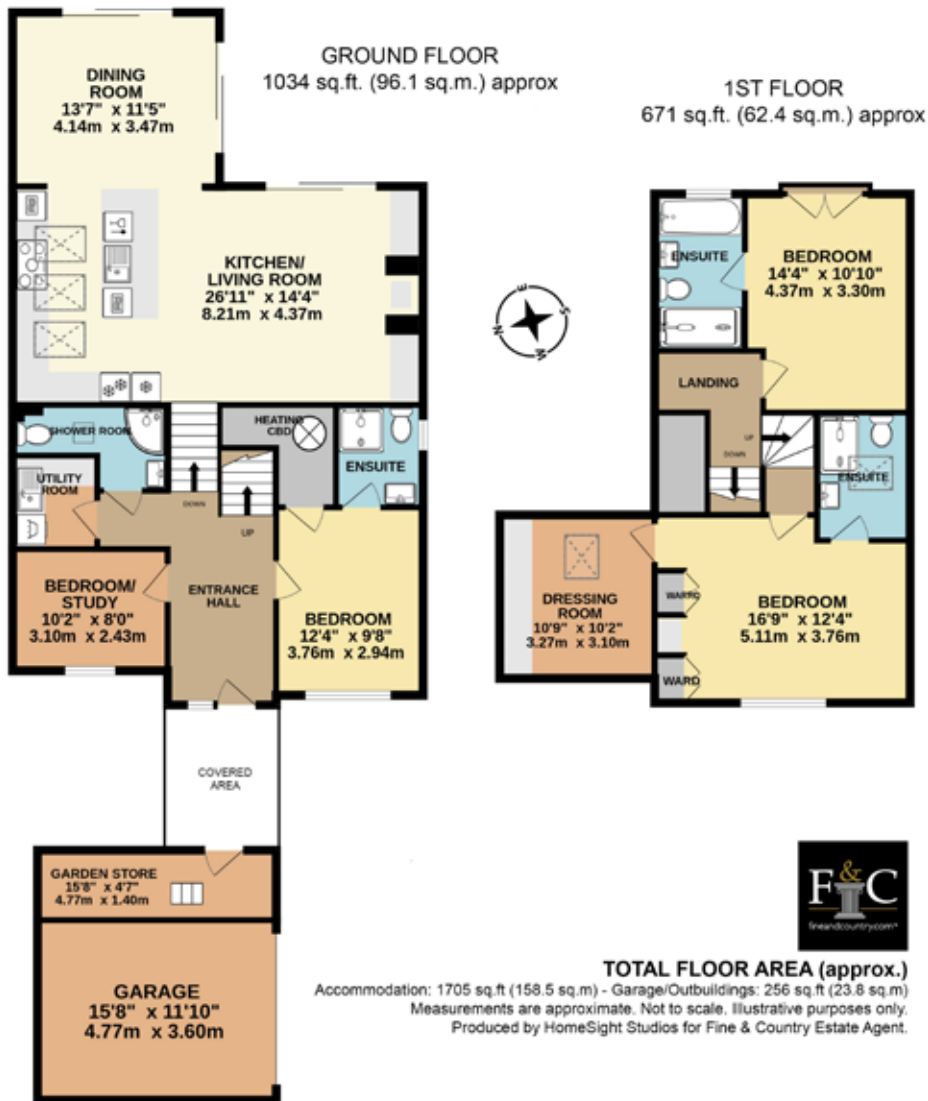 GROUND FLOOR
1034 sq.ft. (96.1 sq.m.) approx
DINING
ROOM
13'7" x 11'5"
4.14m x 3.47m
KITCHEN/
LIVING ROOM
26'11" x 14'4"
8.21m x 4.37m
SHOWER ROOM
HEATING
CBD
ENSUITE
UTILITY
ROOM
DOWN
UP
BEDROOM/
STUDY
10'2" x 8'0"
3.10m x 2.43m
ENTRANCE
HALL
BEDROOM
12'4" x 9'8"
3.76m x 2.94m
COVERED
AREA
GARDEN STORE
15'8" x 4'7"
4.77m x 1.40m
GARAGE
15'8" x 11'10"
4.77m x 3.60m
N
E
S
W
1ST FLOOR
671 sq.ft. (62.4 sq.m.) approx
ENSUITE
BEDROOM
14'4" x 10'10"
4.37m x 3.30m
LANDING
UP
DOWN
ENSUITE
DRESSING
ROOM
10'9" x 10'2"
3.27m x 3.10m
WARD
BEDROOM
16'9" x 12'4"
5.11m x 3.76m
WARD
F&C
fineandcountry.com™
TOTAL FLOOR AREA (approx.)
Accommodation: 1705 sq.ft (158.5 sq.m) - Garage/Outbuildings: 256 sq.ft (23.8 sq.m)
Measurements are approximate. Not to scale. Illustrative purposes only.
Produced by HomeSight Studios for Fine & Country Estate Agent.